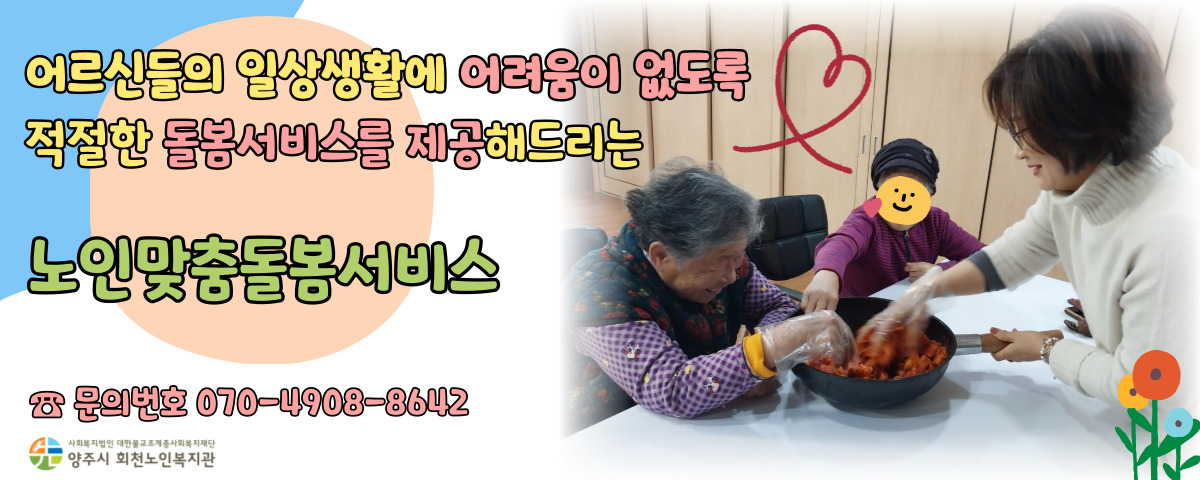 어르신들의 일상생활에 어려움이 없도록
적절한 돌봄서비스를 제공해드리는
노인맞춤돌봄서비스
☎ 문의번호 070-4908-8642
사회복지법인 대한불교조계종사회복지재단
양주시 회천노인복지관